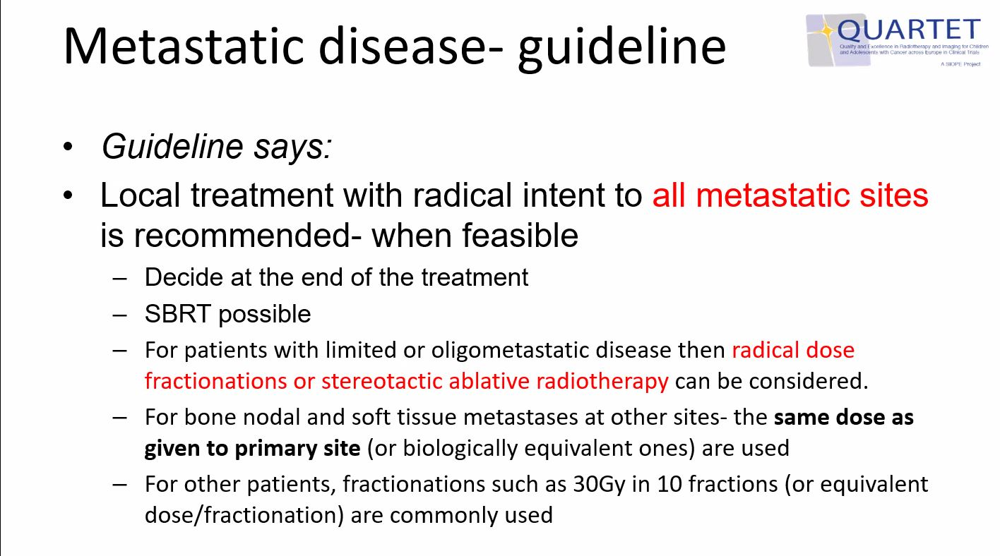 Metastatic disease- guideline
QUARTET
Quality and Excellence in Radiotherapy and Imaging for Children
and Adolescents with Cancer across Europe in Clinical Trials
A SIOPE Project
• Guideline says:
• Local treatment with radical intent to all metastatic sites
is recommended- when feasible
– Decide at the end of the treatment
– SBRT possible
– For patients with limited or oligometastatic disease then radical dose
fractionations or stereotactic ablative radiotherapy can be considered.
– For bone nodal and soft tissue metastases at other sites- the same dose as
given to primary site (or biologically equivalent ones) are used
– For other patients, fractionations such as 30Gy in 10 fractions (or equivalent
dose/fractionation) are commonly used